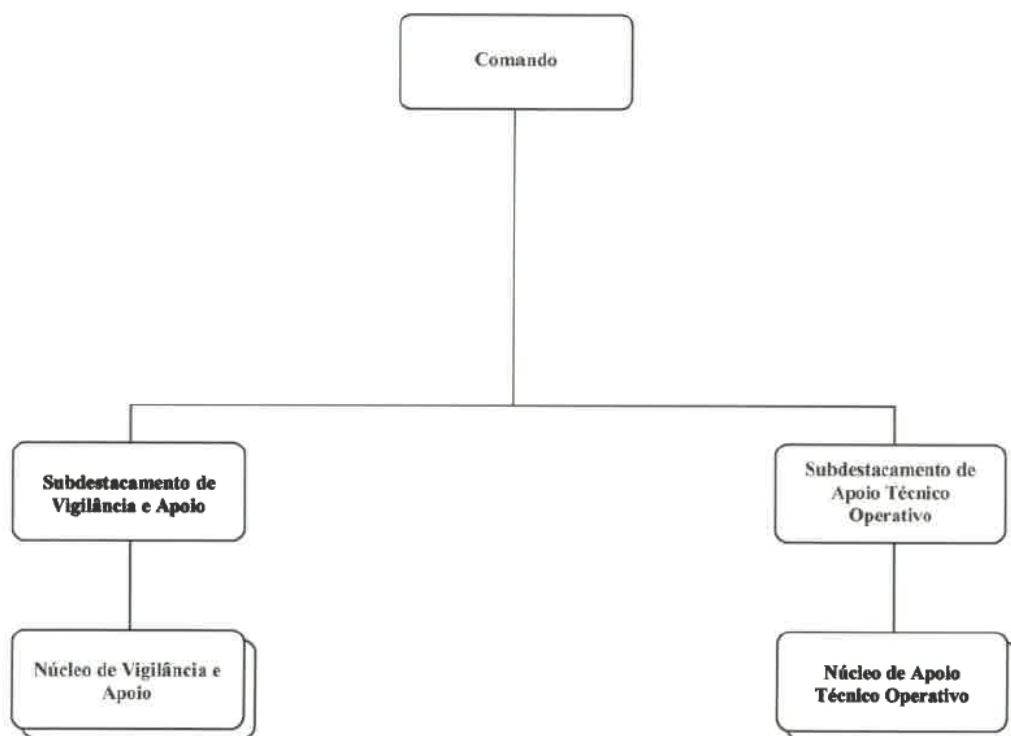 Comando
Subdestacamento de
Vigilância e Apoio
Subdestacamento de
Apoio Técnico
Operativo
Núcleo de Vigilância e
Apoio
Núcleo de Apoio
Técnico Operativo